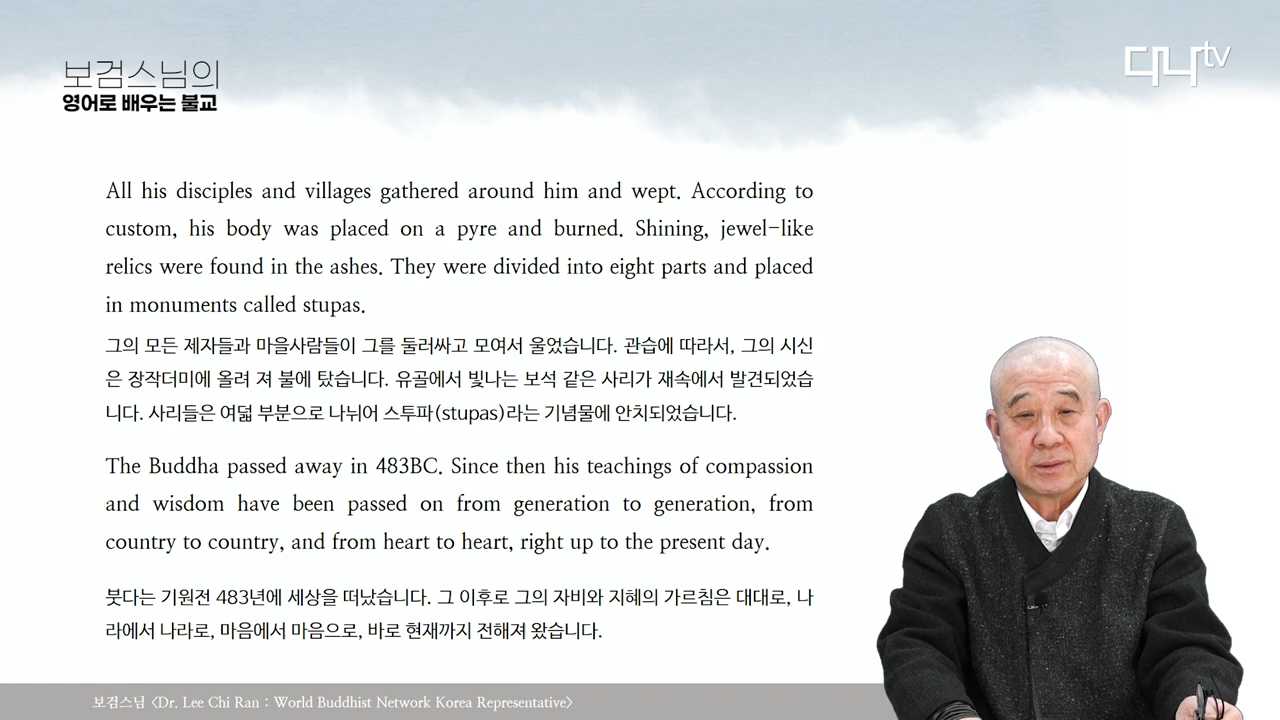 보검스님의
영어로 배우는 불교
디나tv
All his disciples and villages gathered around him and wept. According to
custom, his body was placed on a pyre and burned. Shining, jewel-like
relics were found in the ashes. They were divided into eight parts and placed
in monuments called stupas.
그의 모든 제자들과 마을사람들이 그를 둘러싸고 모여서 울었습니다. 관습에 따라서, 그의 시신
은 장작더미에 올려 져 불에 탔습니다. 유골에서 빛나는 보석 같은 사리가 재속에서 발견되었습
니다. 사리들은 여덟 부분으로 나뉘어 스투파(stupas)라는 기념물에 안치되었습니다.
The Buddha passed away in 483BC. Since then his teachings of compassion
and wisdom have been passed on from generation to generation, from
country to country, and from heart to heart, right up to the present day.
붓다는 기원전 483년에 세상을 떠났습니다. 그 이후로 그의 자비와 지혜의 가르침은 대대로, 나
라에서 나라로, 마음에서 마음으로, 바로 현재까지 전해져 왔습니다.
보검스님 <Dr. Lee Chi Ran : World Buddhist Network Korea Representative>